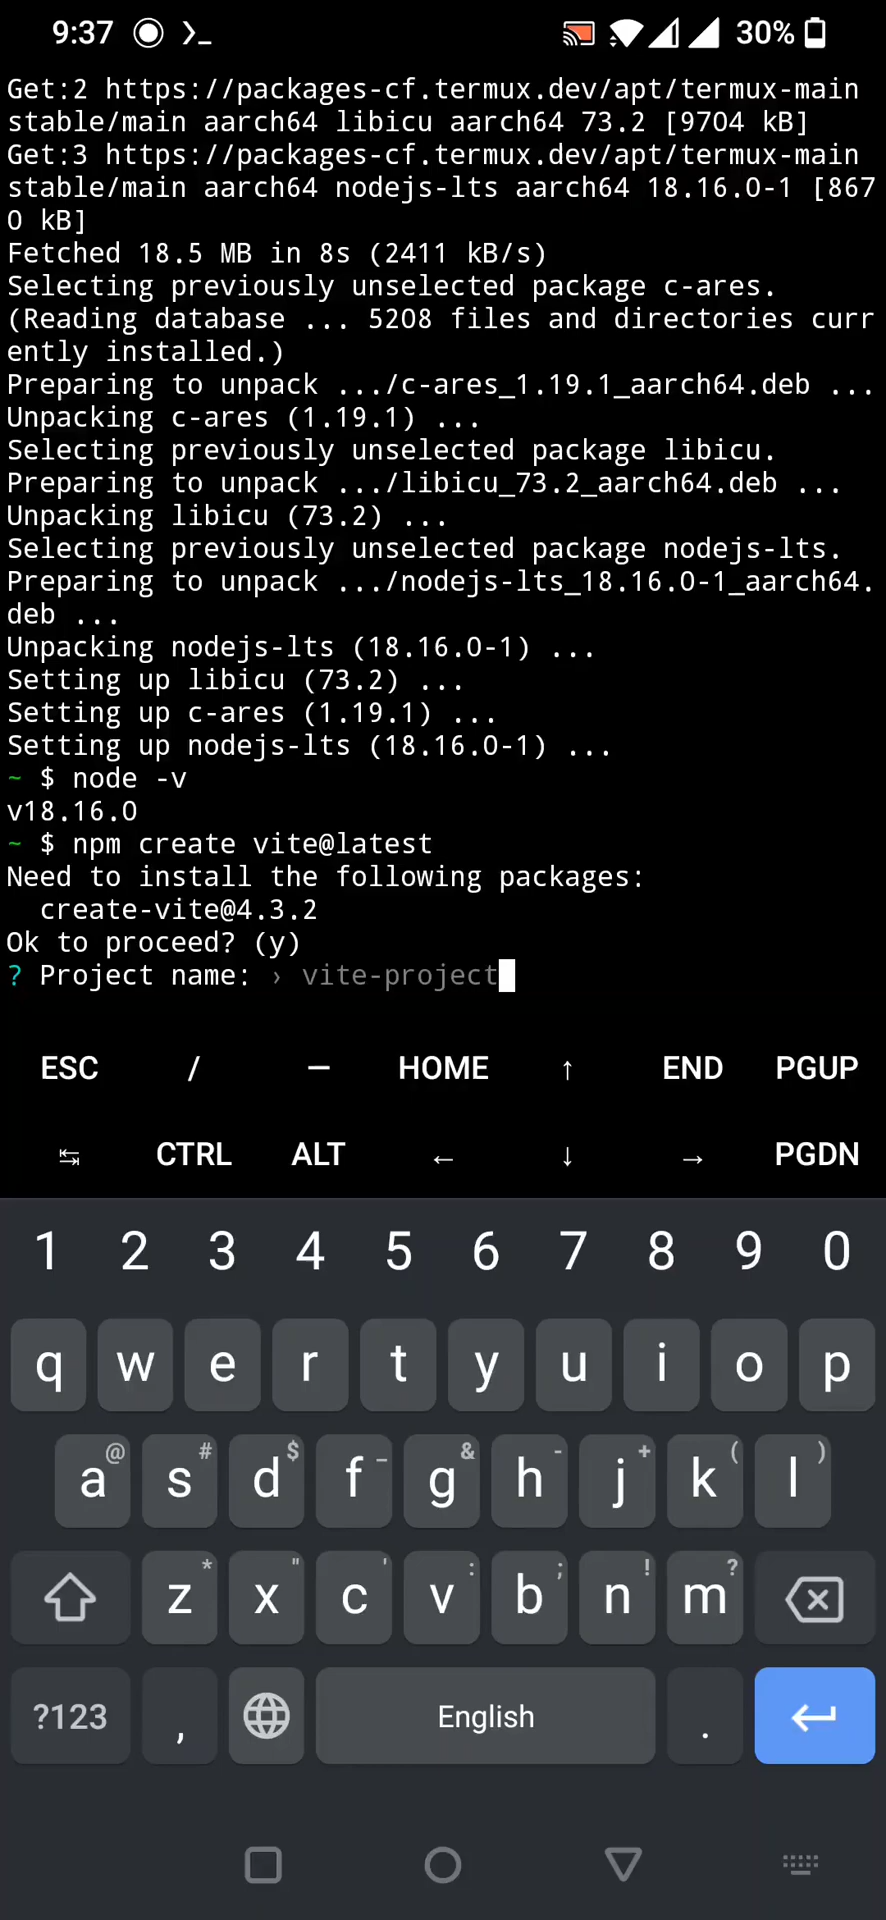 9:37 30%
Get:2 https://packages-cf.termux.dev/apt/termux-main
stable/main aarch64 libicu aarch64 73.2 [9704 kB]
Get:3 https://packages-cf.termux.dev/apt/termux-main
stable/main aarch64 nodejs-lts aarch64 18.16.0-1 [867
0 kB]
Fetched 18.5 MB in 8s (2411 kB/s)
Selecting previously unselected package c-ares.
(Reading database ... 5208 files and directories curr
ently installed.)
Preparing to unpack .../c-ares_1.19.1_aarch64.deb ...
Unpacking c-ares (1.19.1) ...
Selecting previously unselected package libicu.
Preparing to unpack .../libicu_73.2_aarch64.deb ...
Unpacking libicu (73.2) ...
Selecting previously unselected package nodejs-lts.
Preparing to unpack .../nodejs-lts_18.16.0-1_aarch64.
deb ...
Unpacking nodejs-lts (18.16.0-1) ...
Setting up libicu (73.2) ...
Setting up c-ares (1.19.1) ...
Setting up nodejs-lts (18.16.0-1) ...
~ $ node -v
v18.16.0
~ $ npm create vite@latest
Need to install the following packages:
  create-vite@4.3.2
Ok to proceed? (y)
? Project name: › vite-project
ESC / — HOME ↑ END PGUP
↹ CTRL ALT ← ↓ → PGDN
1 2 3 4 5 6 7 8 9 0
q w e r t y u i o p
@ # $ _ & - + ( )
a s d f g h j k l
* " ' : ; ! ?
z x c v b n m
?123 , English .